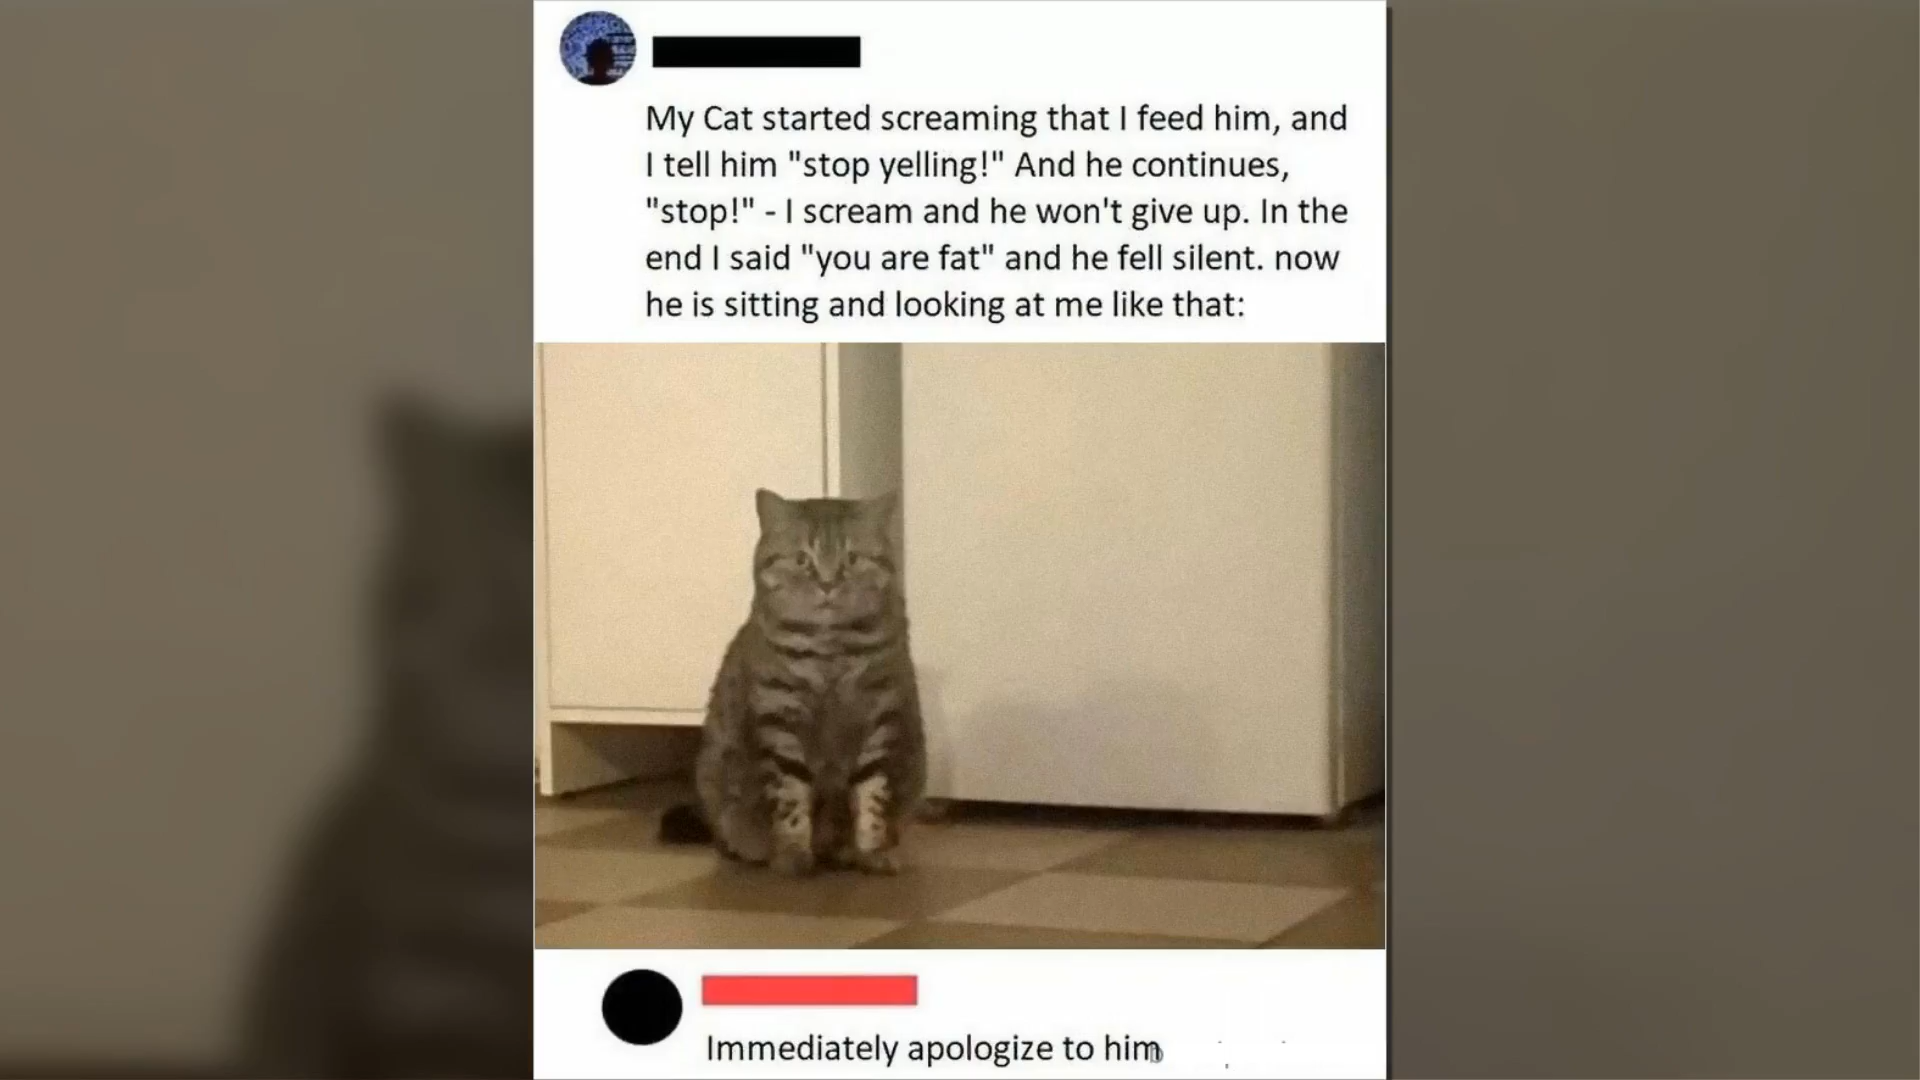 My Cat started screaming that I feed him, and
I tell him "stop yelling!" And he continues,
"stop!" - I scream and he won't give up. In the
end I said "you are fat" and he fell silent. now
he is sitting and looking at me like that:
Immediately apologize to him